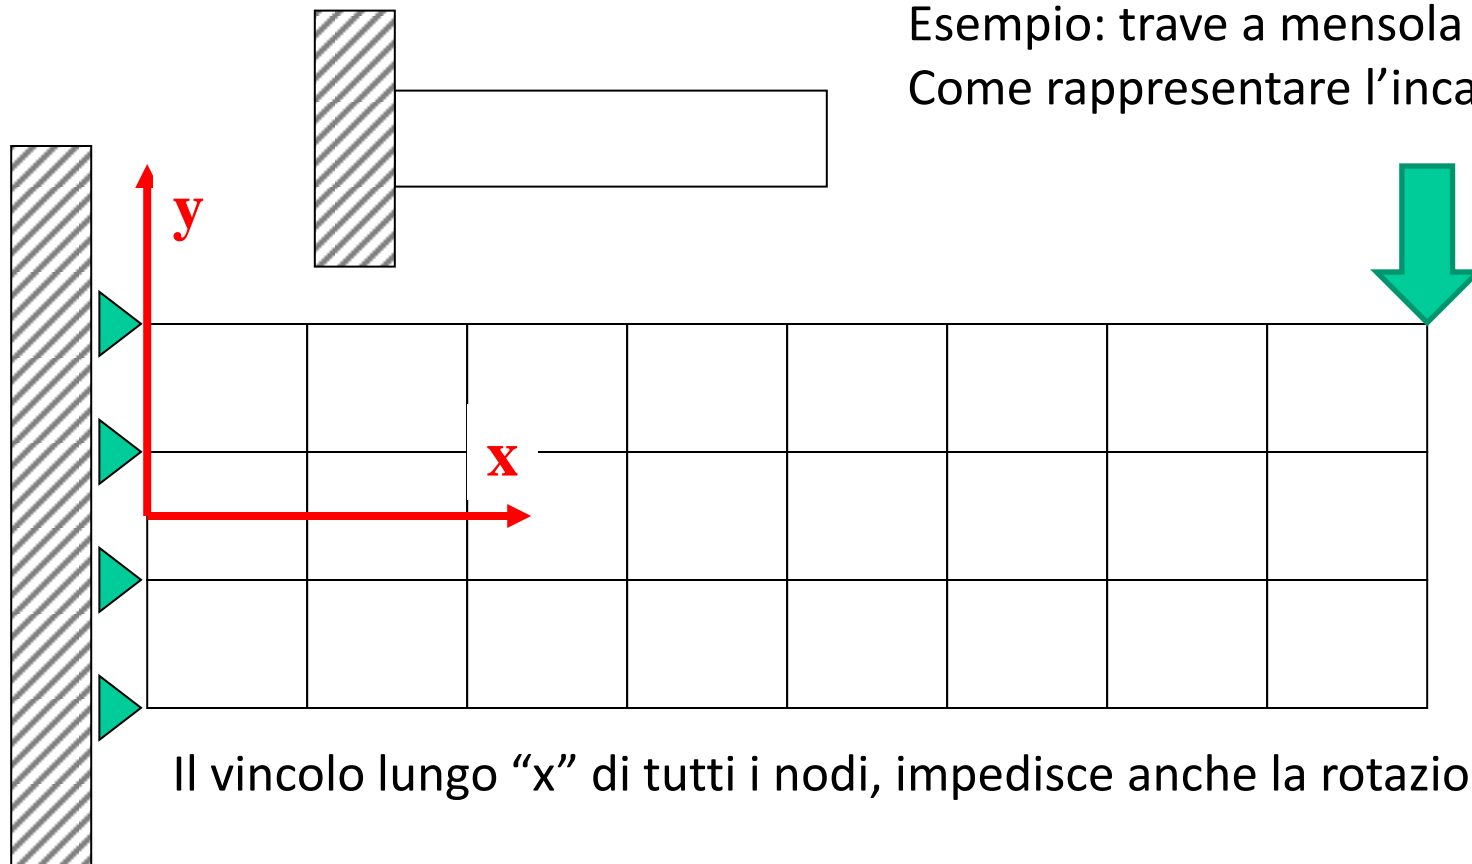 Esempio: trave a mensola
Come rappresentare l’inca
y
x
Il vincolo lungo “x” di tutti i nodi, impedisce anche la rotazio